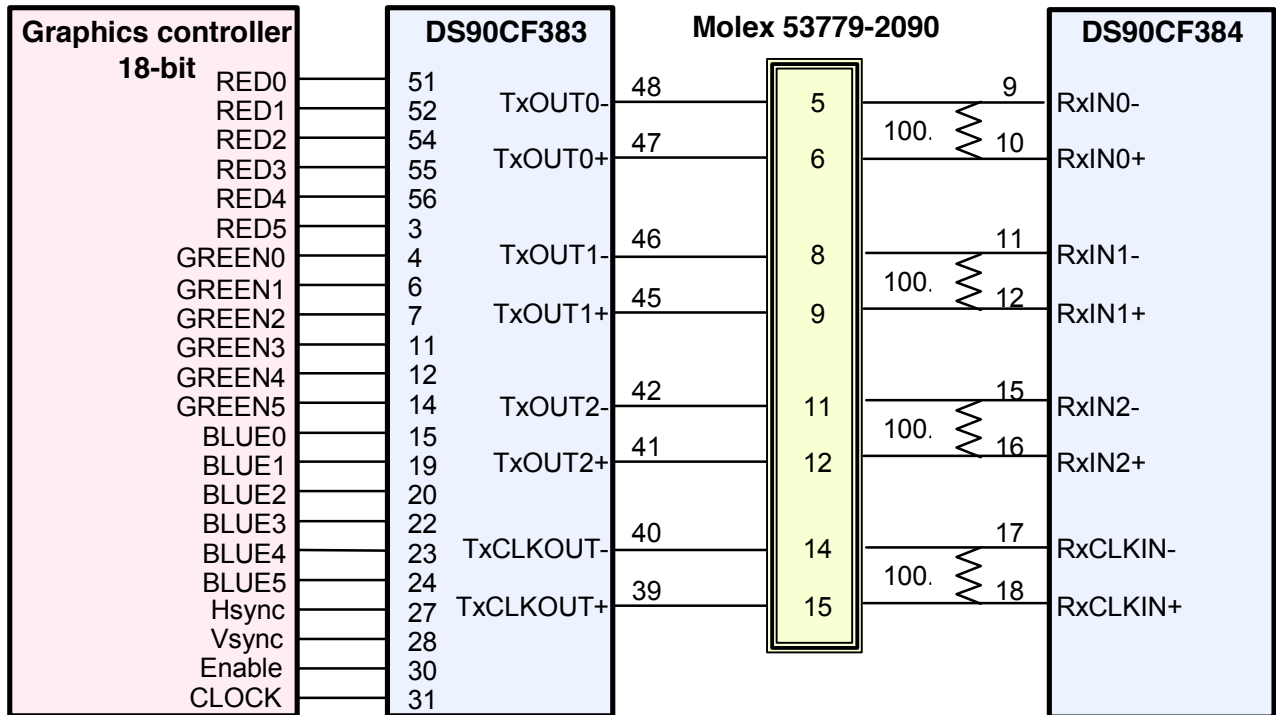 Graphics controller
18-bit
DS90CF383
Molex 53779-2090
DS90CF384
RED0 51
RED1 52
RED2 54
RED3 55
RED4 56
RED5 3
GREEN0 4
GREEN1 6
GREEN2 7
GREEN3 11
GREEN4 12
GREEN5 14
BLUE0 15
BLUE1 19
BLUE2 20
BLUE3 22
BLUE4 23
BLUE5 24
Hsync 27
Vsync 28
Enable 30
CLOCK 31
TxOUT0- 48 5 9 RxIN0-
100.
TxOUT0+ 47 6 10 RxIN0+
TxOUT1- 46 8 11 RxIN1-
100.
TxOUT1+ 45 9 12 RxIN1+
TxOUT2- 42 11 15 RxIN2-
100.
TxOUT2+ 41 12 16 RxIN2+
TxCLKOUT- 40 14 17 RxCLKIN-
100.
TxCLKOUT+ 39 15 18 RxCLKIN+